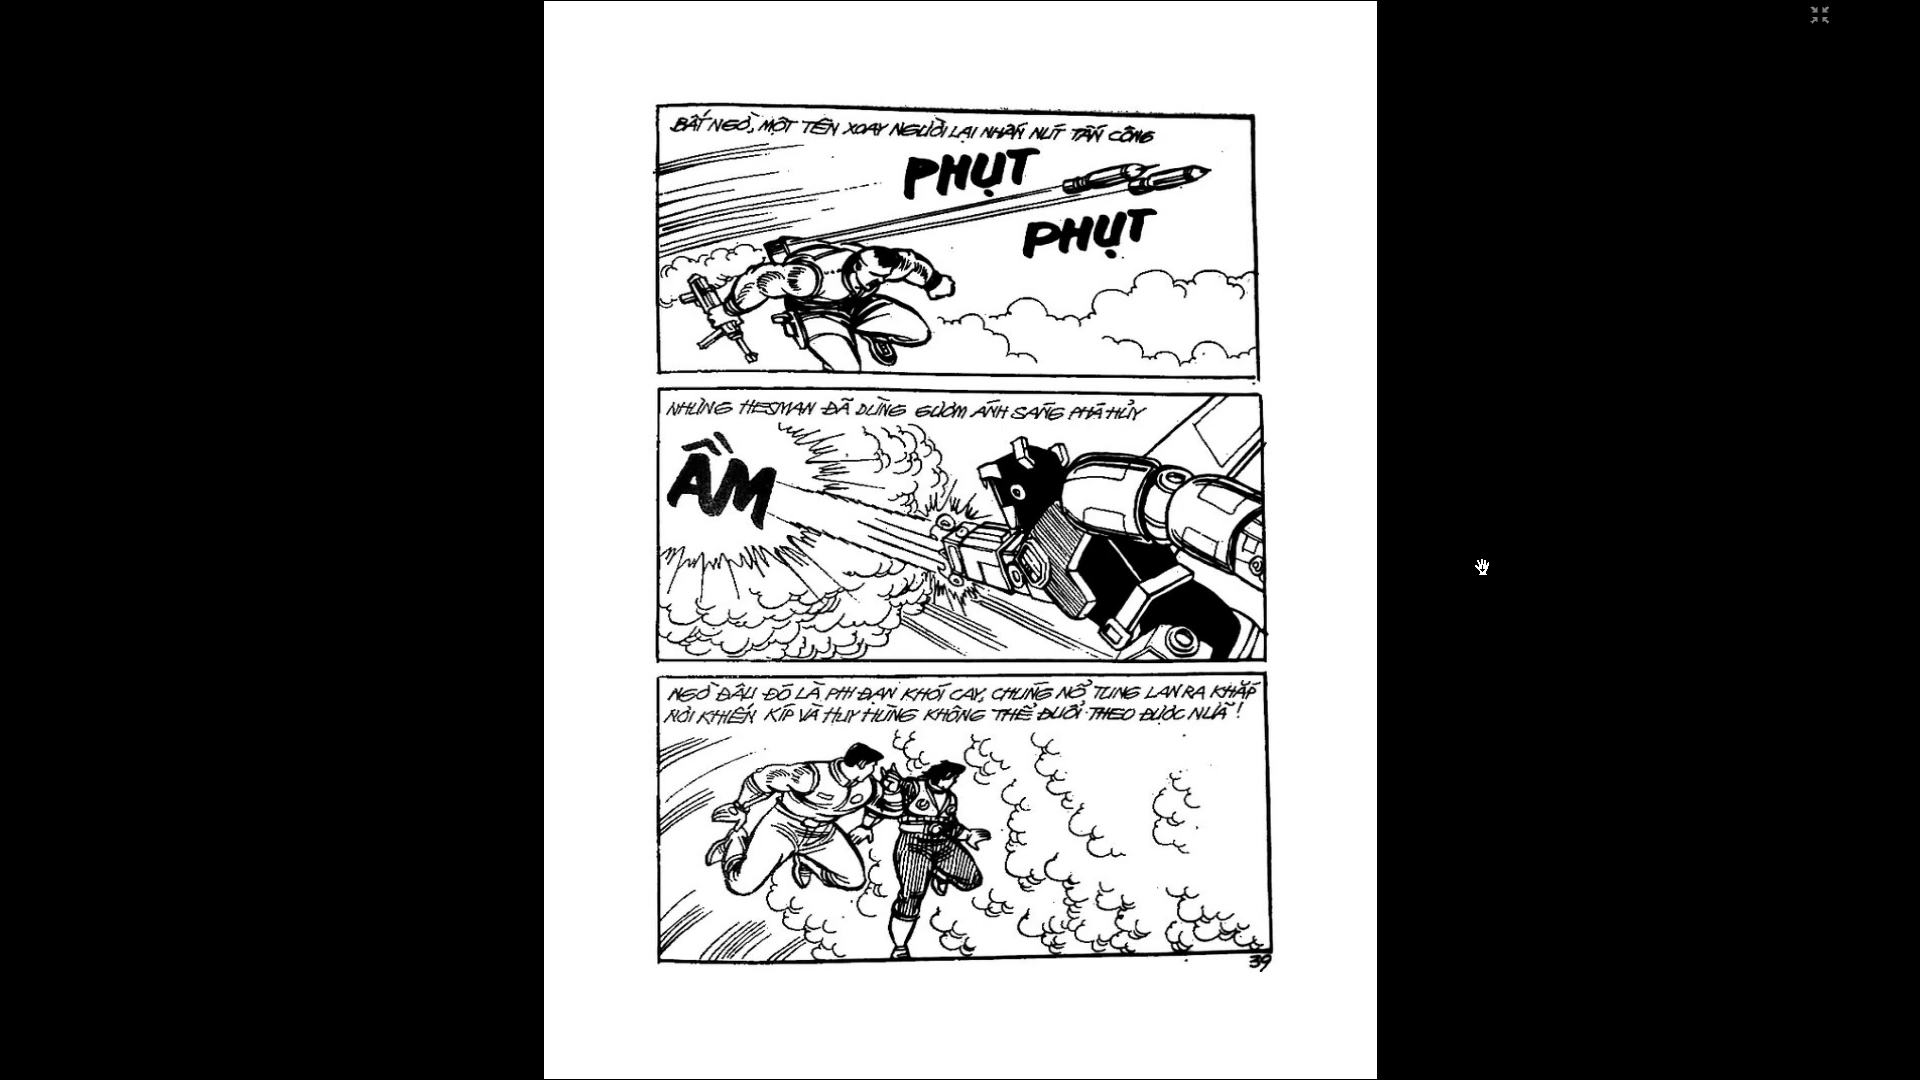 BẤT NGỜ, MỘT TÊN XOAY NGƯỜI LẠI NHẤN NÚT TẤN CÔNG
PHỤT
PHỤT
NHƯNG HESMAN ĐÃ DÙNG GƯƠM ÁNH SÁNG PHÁ HỦY
ẦM
NGỜ ĐÂU ĐÓ LÀ PHI ĐẠN KHÓI CAY, CHÚNG NỔ TUNG LAN RA KHẮP
NƠI KHIẾN KÍP VÀ HUY HÙNG KHÔNG THỂ ĐUỔI THEO ĐƯỢC NỮA !
39